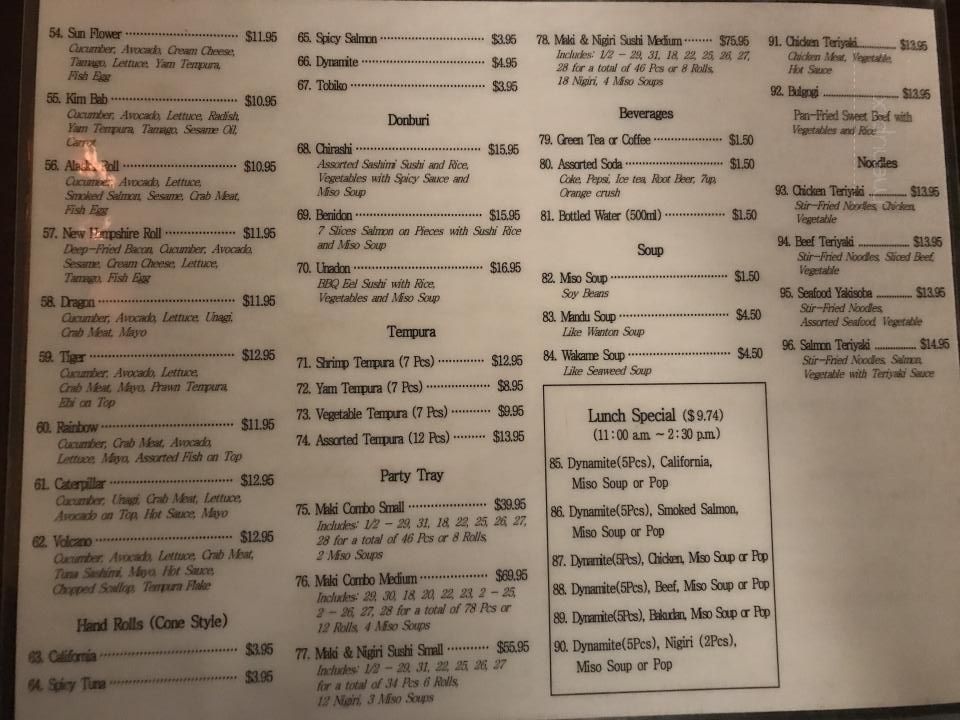 54. Sun Flower ........ $11.95
Cucumber, Avocado, Cream Cheese,
Tamago, Lettuce, Yam Tempura,
Fish Egg
55. Kim Bab ........ $10.95
Cucumber, Avocado, Lettuce, Radish,
Yam Tempura, Tamago, Sesame Oil,
Carrot
56. Alaska Roll ........ $10.95
Cucumber, Avocado, Lettuce,
Smoked Salmon, Sesame, Crab Meat,
Fish Egg
57. New Hampshire Roll ........ $11.95
Deep-Fried Bacon, Cucumber, Avocado,
Sesame, Cream Cheese, Lettuce,
Tamago, Fish Egg
58. Dragon ........ $11.95
Cucumber, Avocado, Lettuce, Unagi,
Crab Meat, Mayo
59. Tiger ........ $12.95
Cucumber, Avocado, Lettuce,
Crab Meat, Mayo, Prawn Tempura,
Ebi on Top
60. Rainbow ........ $11.95
Cucumber, Crab Meat, Avocado,
Lettuce, Mayo, Assorted Fish on Top
61. Caterpillar ........ $12.95
Cucumber, Unagi, Crab Meat, Lettuce,
Avocado on Top, Hot Sauce, Mayo
62. Volcano ........ $12.95
Cucumber, Avocado, Lettuce, Crab Meat,
Tuna Sashimi, Mayo, Hot Sauce,
Chopped Scallop, Tempura Flake
Hand Rolls (Cone Style)
63. California ........ $3.95
64. Spicy Tuna ........ $3.95
65. Spicy Salmon ........ $3.95
66. Dynamite ........ $4.95
67. Tobiko ........ $3.95
Donburi
68. Chirashi ........ $15.95
Assorted Sashimi Sushi and Rice,
Vegetables with Spicy Sauce and
Miso Soup
69. Benidon ........ $15.95
7 Slices Salmon on Pieces with Sushi Rice
and Miso Soup
70. Unadon ........ $16.95
BBQ Eel Sushi with Rice,
Vegetables and Miso Soup
Tempura
71. Shrimp Tempura (7 Pcs) ........ $12.95
72. Yam Tempura (7 Pcs) ........ $8.95
73. Vegetable Tempura (7 Pcs) ........ $9.95
74. Assorted Tempura (12 Pcs) ........ $13.95
Party Tray
75. Maki Combo Small ........ $39.95
Includes: 1/2 - 29, 31, 18, 22, 25, 26, 27,
28 for a total of 46 Pcs or 8 Rolls,
2 Miso Soups
76. Maki Combo Medium ........ $69.95
Includes: 29, 30, 18, 20, 22, 23, 2 - 25,
2 - 26, 27, 28 for a total of 78 Pcs or
12 Rolls, 4 Miso Soups
77. Maki & Nigiri Sushi Small ........ $55.95
Includes: 1/2 - 29, 31, 22, 25, 26, 27
for a total of 34 Pcs 6 Rolls,
12 Nigiri, 3 Miso Soups
78. Maki & Nigiri Sushi Medium ........ $75.95
Includes: 1/2 - 29, 31, 18, 22, 25, 26, 27,
28 for a total of 46 Pcs or 8 Rolls,
18 Nigiri, 4 Miso Soups
Beverages
79. Green Tea or Coffee ........ $1.50
80. Assorted Soda ........ $1.50
Coke, Pepsi, Ice tea, Root Beer, 7up,
Orange crush
81. Bottled Water (500ml) ........ $1.50
Soup
82. Miso Soup ........ $1.50
Soy Beans
83. Mandu Soup ........ $4.50
Like Wanton Soup
84. Wakame Soup ........ $4.50
Like Seaweed Soup
Lunch Special ($9.74)
(11:00 a.m. ~ 2:30 p.m.)
85. Dynamite(5Pcs), California,
Miso Soup or Pop
86. Dynamite(5Pcs), Smoked Salmon,
Miso Soup or Pop
87. Dynamite(5Pcs), Chicken, Miso Soup or Pop
88. Dynamite(5Pcs), Beef, Miso Soup or Pop
89. Dynamite(5Pcs), Bakudan, Miso Soup or Pop
90. Dynamite(5Pcs), Nigiri (2Pcs),
Miso Soup or Pop
91. Chicken Teriyaki ........ $13.95
Chicken Meat, Vegetable,
Hot Sauce
92. Bulgogi ........ $13.95
Pan-Fried Sweet Beef with
Vegetables and Rice
Noodles
93. Chicken Teriyaki ........ $13.95
Stir-Fried Noodles, Chicken,
Vegetable
94. Beef Teriyaki ........ $13.95
Stir-Fried Noodles, Sliced Beef,
Vegetable
95. Seafood Yakisoba ........ $13.95
Stir-Fried Noodles,
Assorted Seafood, Vegetable
96. Salmon Teriyaki ........ $14.95
Stir-Fried Noodles, Salmon,
Vegetable with Teriyaki Sauce